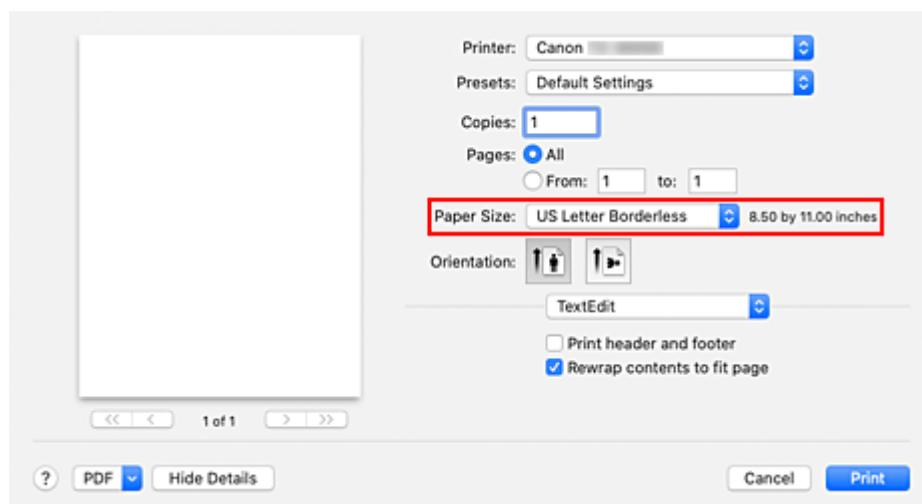 Printer: Canon
Presets: Default Settings
Copies: 1
Pages: All
From: 1 to: 1
Paper Size: US Letter Borderless 8.50 by 11.00 inches
Orientation:
TextEdit
Print header and footer
Rewrap contents to fit page
<< < 1 of 1 > >>
? PDF Hide Details Cancel Print